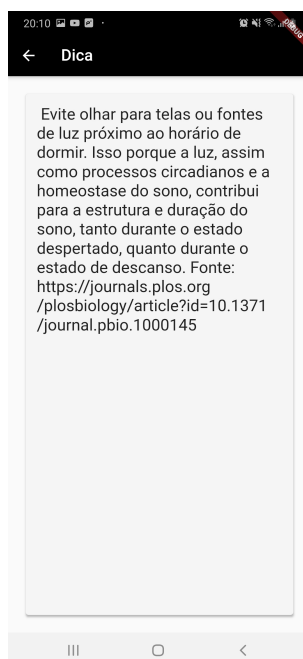 20:10
DEBUG
Dica
Evite olhar para telas ou fontes
de luz próximo ao horário de
dormir. Isso porque a luz, assim
como processos circadianos e a
homeostase do sono, contribui
para a estrutura e duração do
sono, tanto durante o estado
despertado, quanto durante o
estado de descanso. Fonte:
https://journals.plos.org
/plosbiology/article?id=10.1371
/journal.pbio.1000145